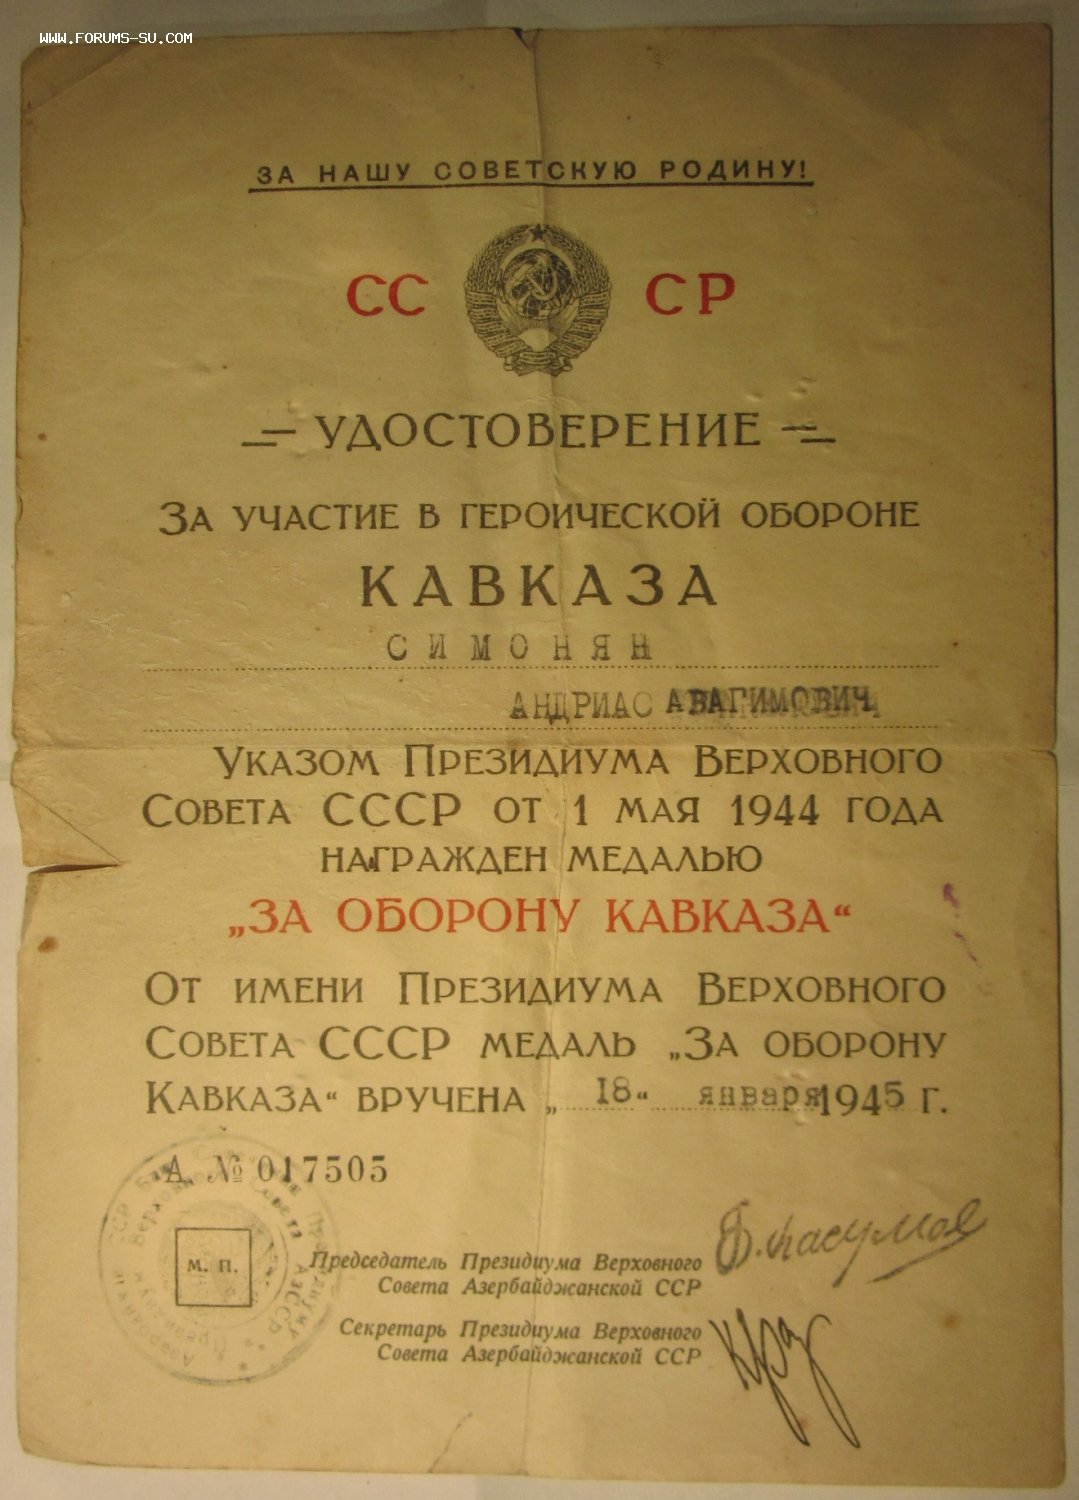 WWW.FORUMS-SU.COM
ЗА НАШУ СОВЕТСКУЮ РОДИНУ!
СС СР
УДОСТОВЕРЕНИЕ
ЗА УЧАСТИЕ В ГЕРОИЧЕСКОЙ ОБОРОНЕ
КАВКАЗА
СИМОНЯН
АНДРИАС АВАГИМОВИЧ
УКАЗОМ ПРЕЗИДИУМА ВЕРХОВНОГО
СОВЕТА СССР ОТ 1 МАЯ 1944 ГОДА
НАГРАЖДЕН МЕДАЛЬЮ
„ЗА ОБОРОНУ КАВКАЗА“
ОТ ИМЕНИ ПРЕЗИДИУМА ВЕРХОВНОГО
СОВЕТА СССР МЕДАЛЬ „ЗА ОБОРОНУ
КАВКАЗА“ ВРУЧЕНА „18“ января 1945 Г.
А. № 017505
М. П.
Председатель Президиума Верховного
Совета Азербайджанской ССР
Секретарь Президиума Верховного
Совета Азербайджанской ССР